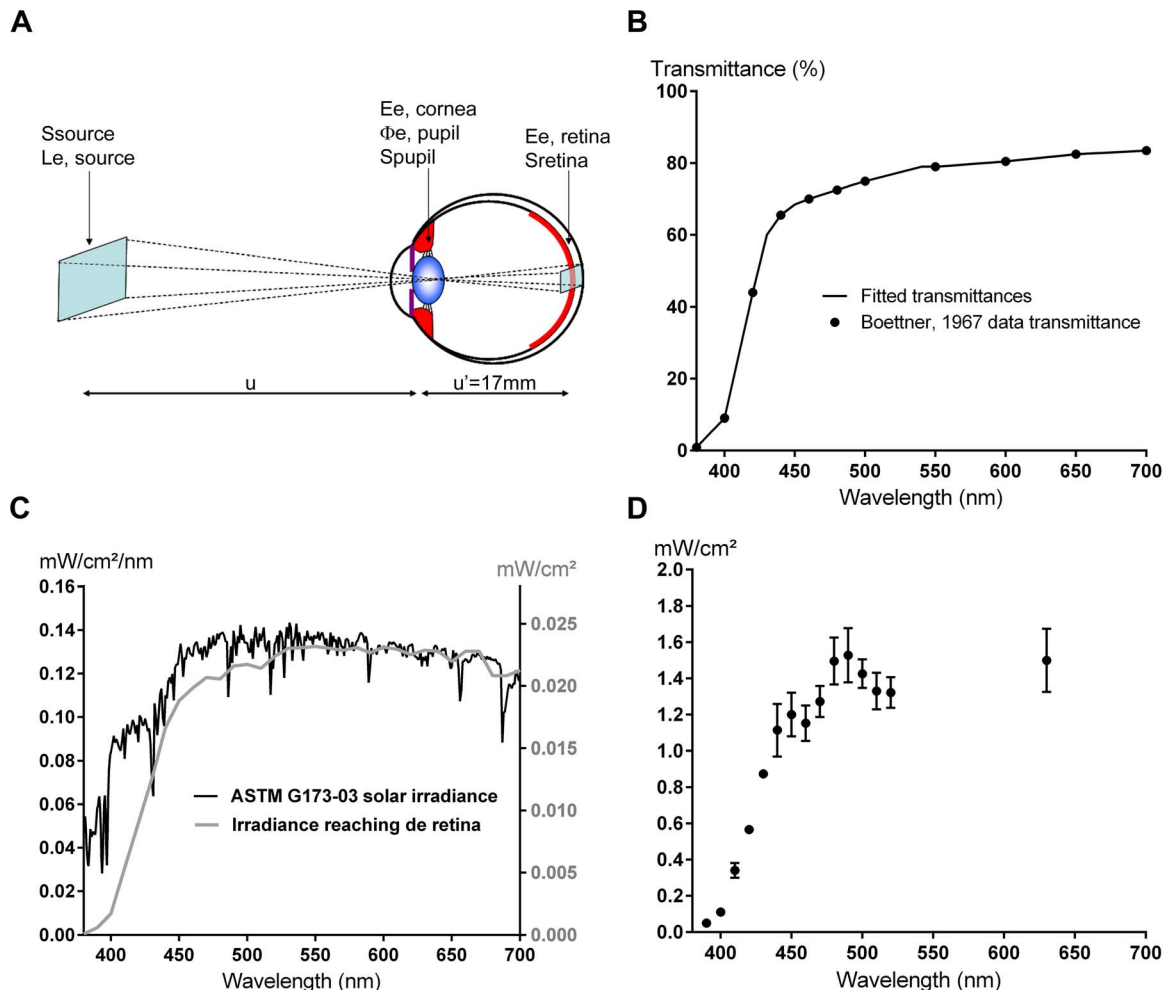 A
Ssource
Le, source
Ee, cornea
Φe, pupil
Spupil
Ee, retina
Sretina
u
u'=17mm
B
Transmittance (%)
100
80
60
40
20
0
Fitted transmittances
Boettner, 1967 data transmittance
400 450 500 550 600 650 700
Wavelength (nm)
C
mW/cm²/nm
mW/cm²
0.16
0.14
0.12
0.10
0.08
0.06
0.04
0.02
0.00
0.025
0.020
0.015
0.010
0.005
0.000
ASTM G173-03 solar irradiance
Irradiance reaching de retina
400 450 500 550 600 650 700
Wavelength (nm)
D
mW/cm²
2.0
1.8
1.6
1.4
1.2
1.0
0.8
0.6
0.4
0.2
0.0
400 450 500 550 600 650 700
Wavelength (nm)